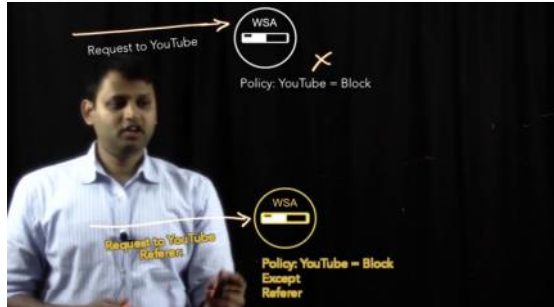 WSA
Request to YouTube
Policy: YouTube = Block
WSA
Request to YouTube
Referer:
Policy: YouTube = Block
Except
Referer